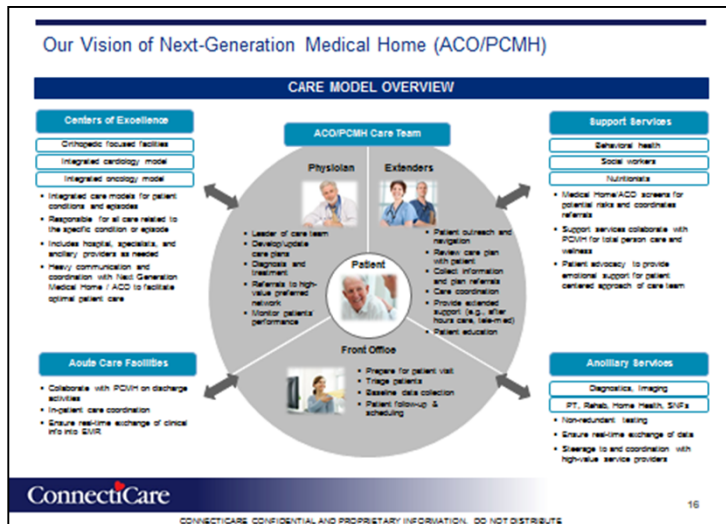 Our Vision of Next-Generation Medical Home (ACO/PCMH)
CARE MODEL OVERVIEW
Centers of Excellence
Orthopedic focused facilities
Integrated cardiology model
Integrated oncology model
• Integrated care models for patient
conditions and episodes
• Responsible for all care related to
the specific condition or episode
• Includes hospital, specialists, and
ancillary providers as needed
• Heavy communication and
coordination with Next Generation
Medical Home / ACO to facilitate
optimal patient care
ACO/PCMH Care Team
Physician
• Leader of care team
• Develop/update
care plans
• Diagnosis and
treatment
• Referrals to high-
value preferred
network
• Monitor patients'
performance
Extenders
• Patient outreach and
navigation
• Review care plan
with patient
• Collect information
and plan referrals
• Care coordination
• Provide extended
support (e.g., after
hours care, tele-med)
• Patient education
Patient
Front Office
• Prepare for patient visit
• Triage patients
• Baseline data collection
• Patient follow-up &
scheduling
Support Services
Behavioral health
Social workers
Nutritionists
• Medical Home/ACO screens for
potential risks and coordinates
referrals
• Support services collaborate with
PCMH for total person care and
wellness
• Patient advocacy to provide
emotional support for patient
centered approach of care team
Acute Care Facilities
• Collaborate with PCMH on discharge
activities
• In-patient care coordination
• Ensure real-time exchange of clinical
info into EMR
Ancillary Services
Diagnostics, Imaging
PT, Rehab, Home Health, SNFs
• Non-redundant testing
• Ensure real-time exchange of data
• Steerage to and coordination with
high-value service providers
ConnectiCare
16
CONNECTICARE CONFIDENTIAL AND PROPRIETARY INFORMATION. DO NOT DISTRIBUTE